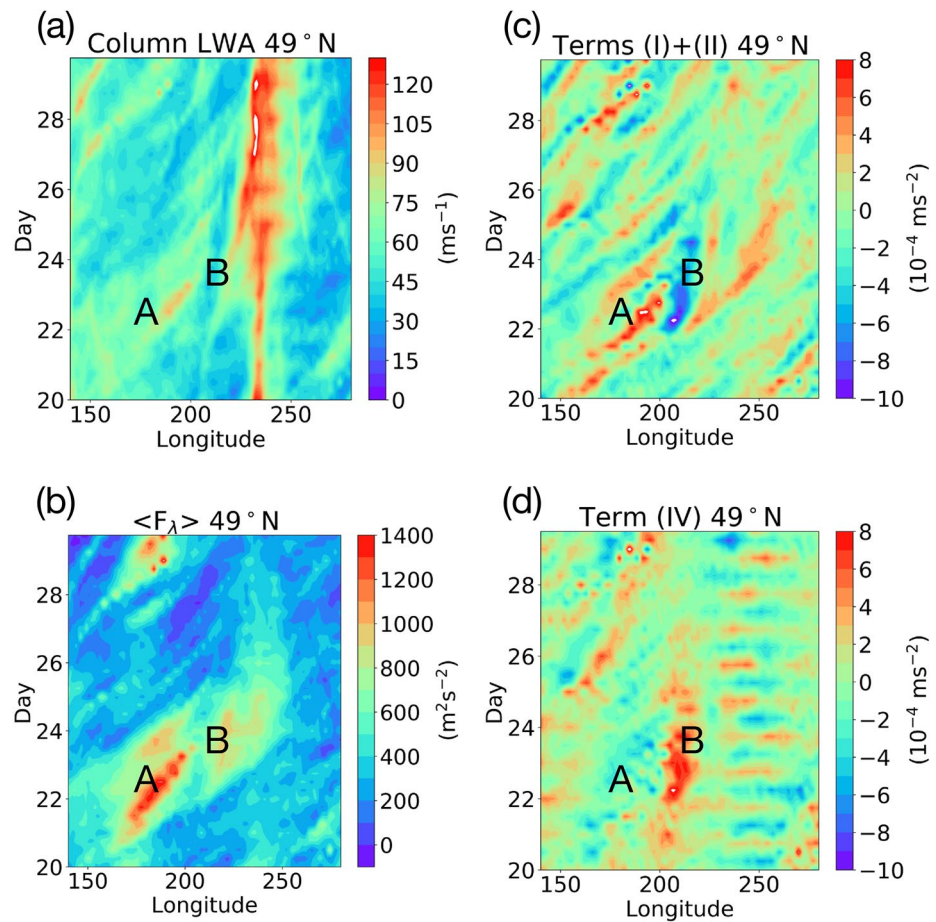 (a)
Column LWA 49°N
Day
28
26
24
22
20
150 200 250
Longitude
A
B
120
105
90
75
60
45
30
15
0
(ms⁻¹)
(c)
Terms (I)+(II) 49°N
Day
28
26
24
22
20
150 200 250
Longitude
A
B
8
6
4
2
0
−2
−4
−6
−8
−10
(10⁻⁴ ms⁻²)
(b)
<F_λ> 49°N
Day
28
26
24
22
20
150 200 250
Longitude
A
B
1400
1200
1000
800
600
400
200
0
(m²s⁻²)
(d)
Term (IV) 49°N
Day
28
26
24
22
20
150 200 250
Longitude
A
B
8
6
4
2
0
−2
−4
−6
−8
−10
(10⁻⁴ ms⁻²)